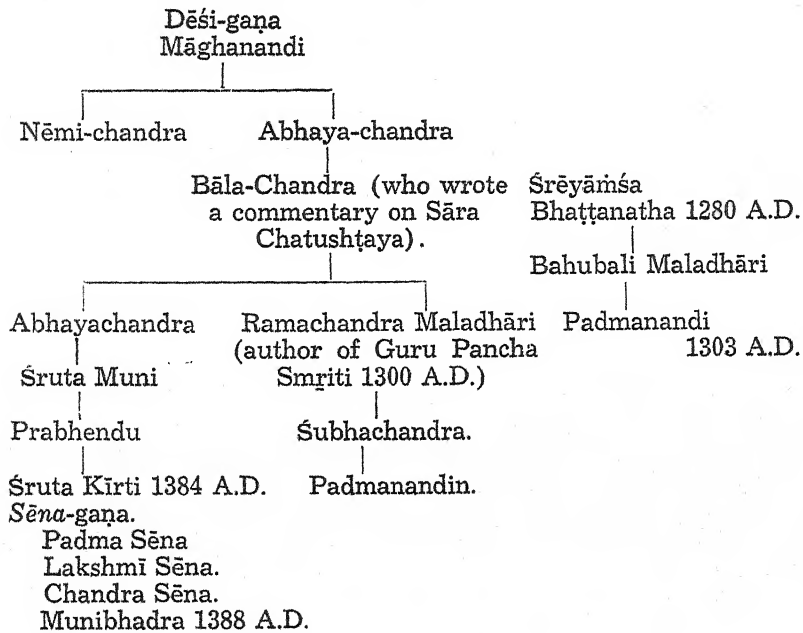 Dēśi-gaṇa
Māghanandi
Nēmi-chandra Abhaya-chandra
Bāla-Chandra (who wrote Śrēyāṁśa
a commentary on Sāra Bhaṭṭanatha 1280 A.D.
Chatushṭaya).
Bahubali Maladhāri
Abhayachandra Ramachandra Maladhāri Padmanandi
(author of Guru Pancha 1303 A.D.
Śruta Muni Smṛiti 1300 A.D.)
Prabhendu Śubhachandra.
Śruta Kīrti 1384 A.D. Padmanandin.
Sēna-gaṇa.
Padma Sēna
Lakshmī Sēna.
Chandra Sēna.
Munibhadra 1388 A.D.